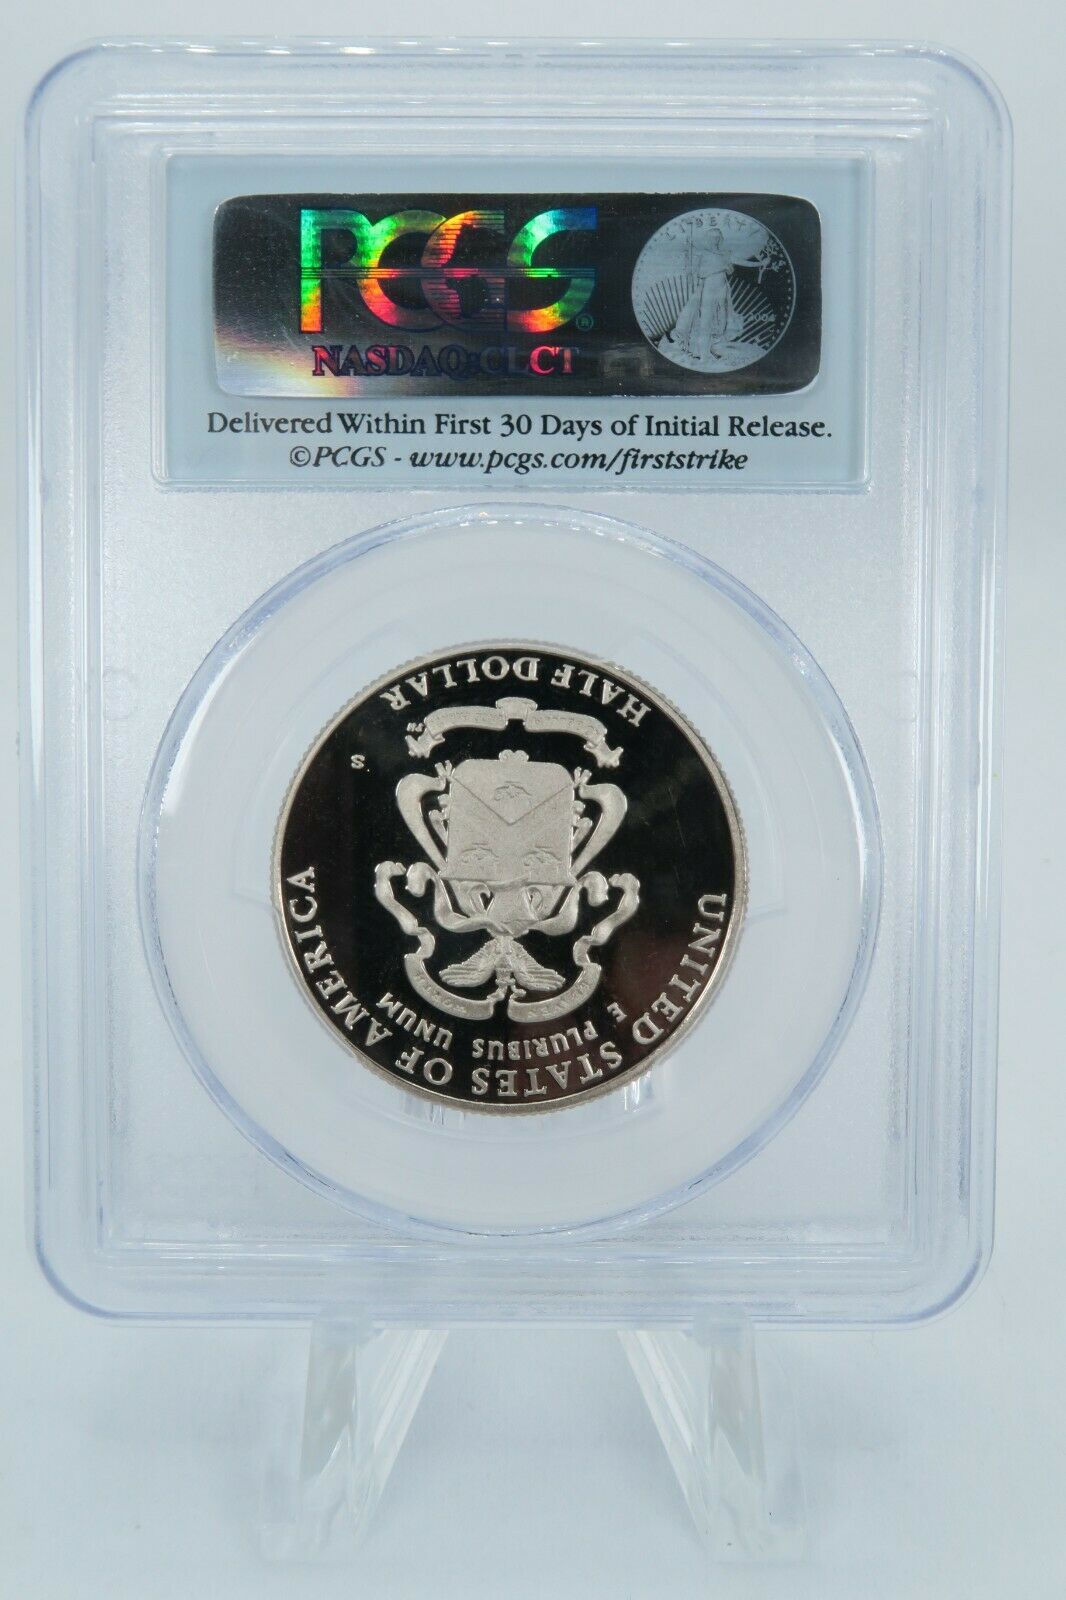 PCGS®
NASDAQ:CLCT
LIBERTY
2004
Delivered Within First 30 Days of Initial Release.
©PCGS - www.pcgs.com/firststrike
UNITED STATES OF AMERICA
E PLURIBUS UNUM
S
HALF DOLLAR